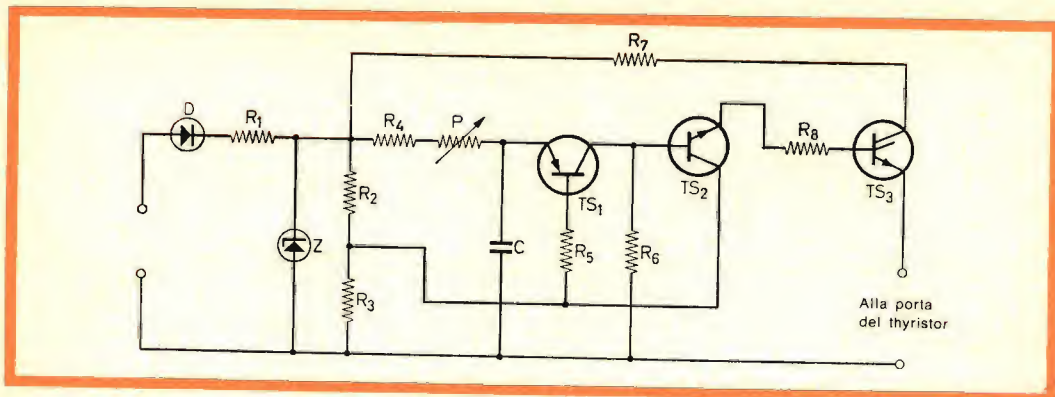 R7
D
R1
R4
P
R8
R2
TS1
TS2
TS3
Z
C
R5
R6
R3
Alla porta
del thyristor